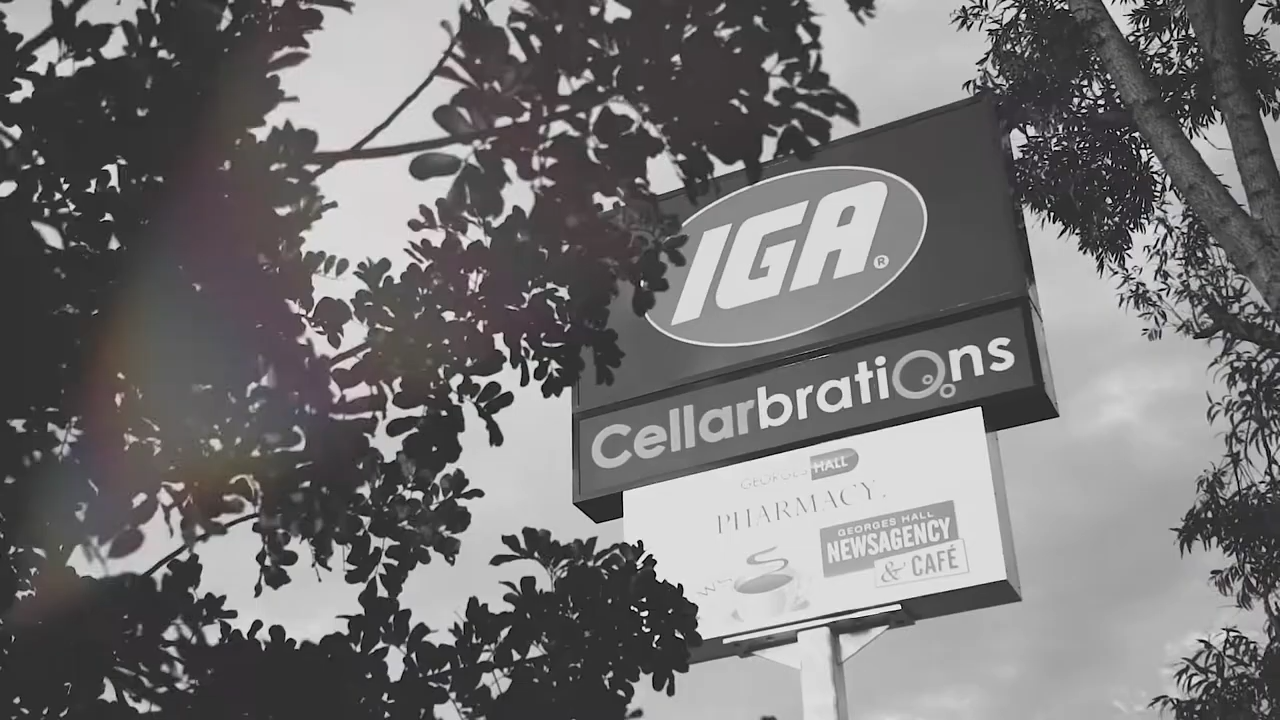 IGA®
Cellarbrations
GEORGES HALL
PHARMACY.
GEORGES HALL
NEWSAGENCY
& CAFÉ